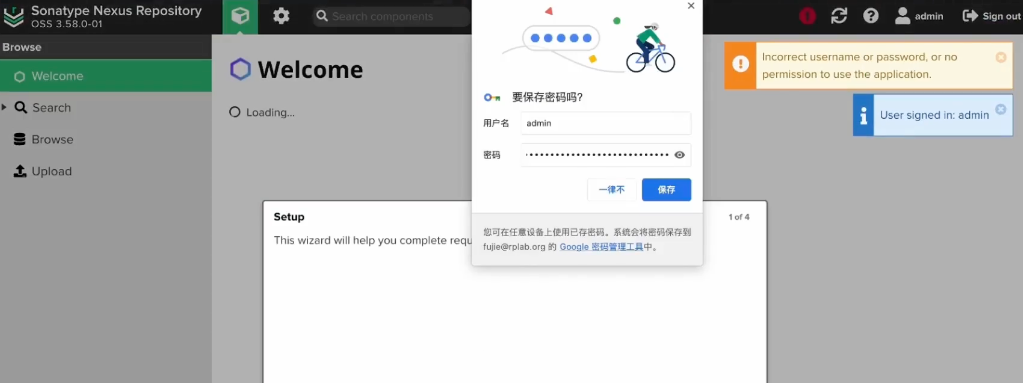 Sonatype Nexus Repository
OSS 3.58.0-01
Search components
admin
Sign out
Browse
Welcome
Search
Browse
Upload
Welcome
Loading...
要保存密码吗?
用户名
admin
密码
一律不
保存
您可在任意设备上使用已存密码。系统会将密码保存到
fujie@rplab.org 的 Google 密码管理工具中。
Incorrect username or password, or no
permission to use the application.
User signed in: admin
Setup
1 of 4
This wizard will help you complete requ